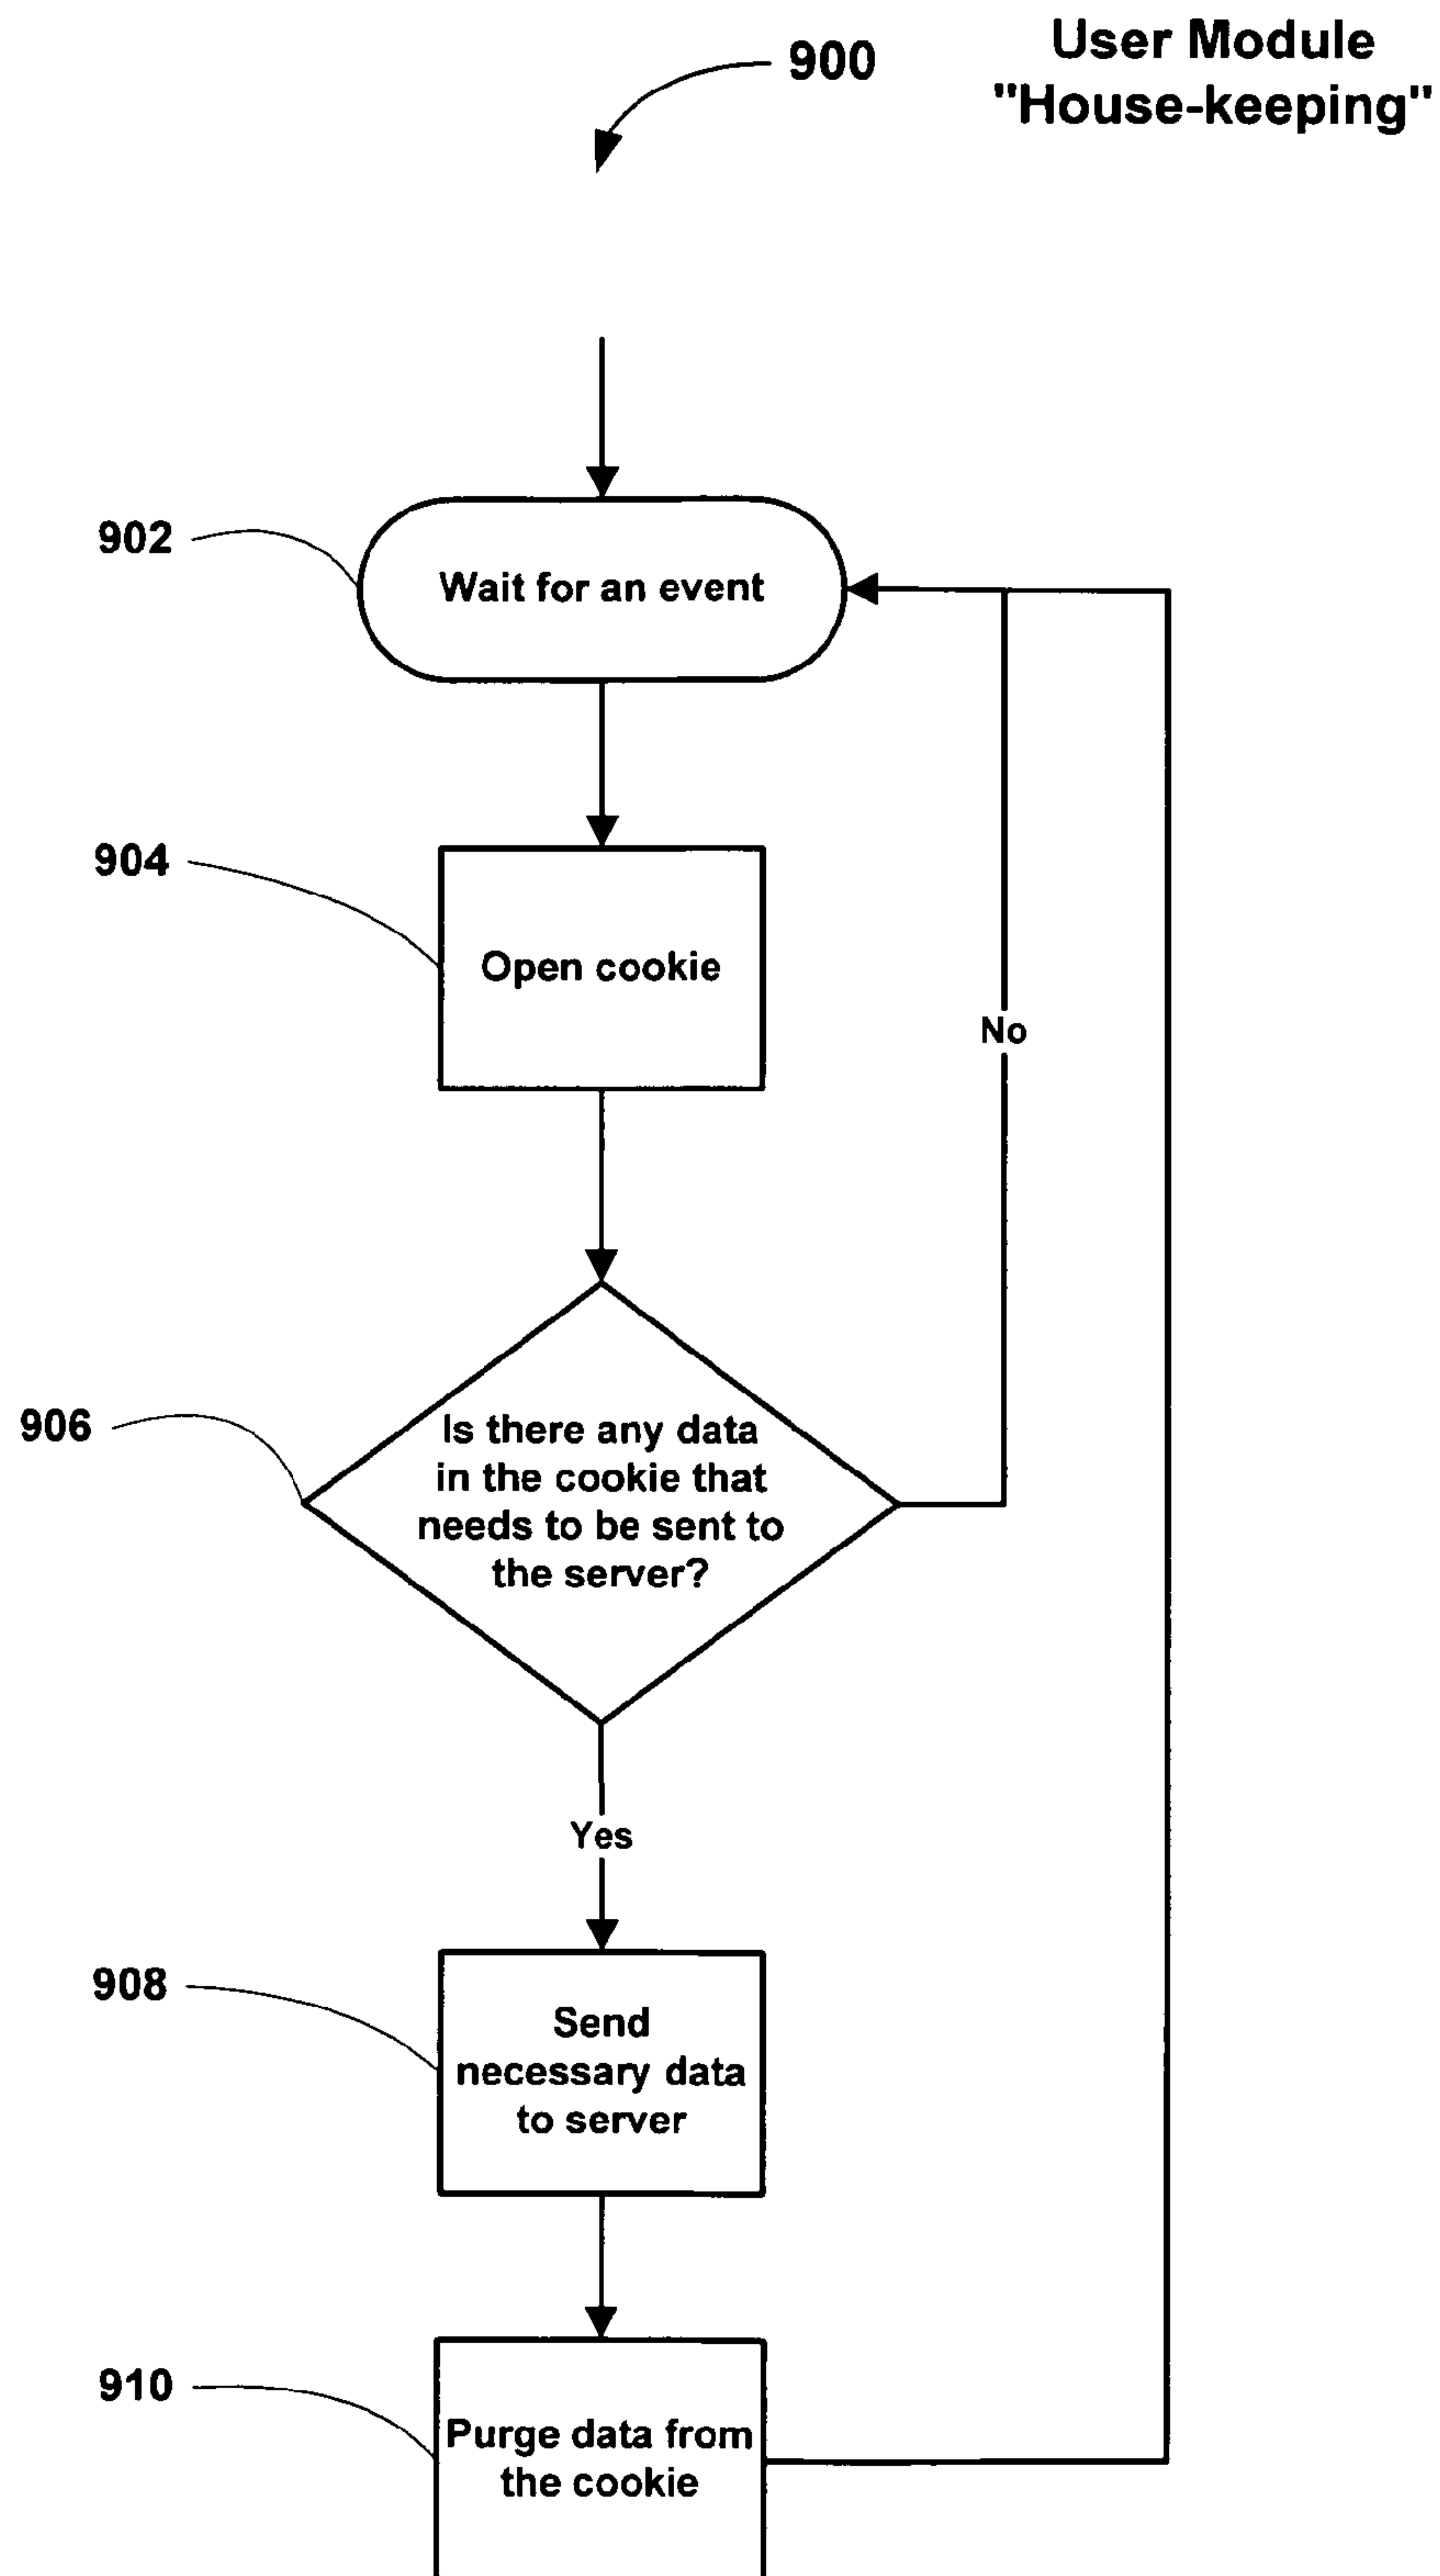 900
User Module
"House-keeping"
902
Wait for an event
904
Open cookie
No
906
Is there any data
in the cookie that
needs to be sent to
the server?
Yes
908
Send
necessary data
to server
910
Purge data from
the cookie